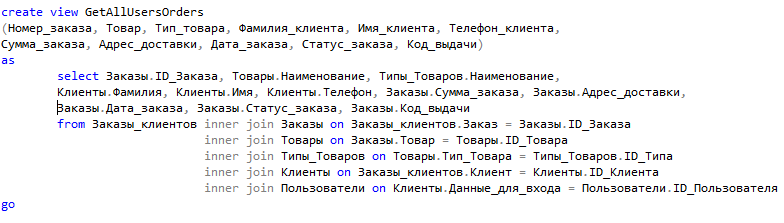 create view GetAllUsersOrders
(Номер_заказа, Товар, Тип_товара, Фамилия_клиента, Имя_клиента, Телефон_клиента,
Сумма_заказа, Адрес_доставки, Дата_заказа, Статус_заказа, Код_выдачи)
as
select Заказы.ID_Заказа, Товары.Наименование, Типы_Товаров.Наименование,
Клиенты.Фамилия, Клиенты.Имя, Клиенты.Телефон, Заказы.Сумма_заказа, Заказы.Адрес_доставки,
Заказы.Дата_заказа, Заказы.Статус_заказа, Заказы.Код_выдачи
from Заказы_клиентов inner join Заказы on Заказы_клиентов.Заказ = Заказы.ID_Заказа
inner join Товары on Заказы.Товар = Товары.ID_Товара
inner join Типы_Товаров on Товары.Тип_Товара = Типы_Товаров.ID_Типа
inner join Клиенты on Заказы_клиентов.Клиент = Клиенты.ID_Клиента
inner join Пользователи on Клиенты.Данные_для_входа = Пользователи.ID_Пользователя
go